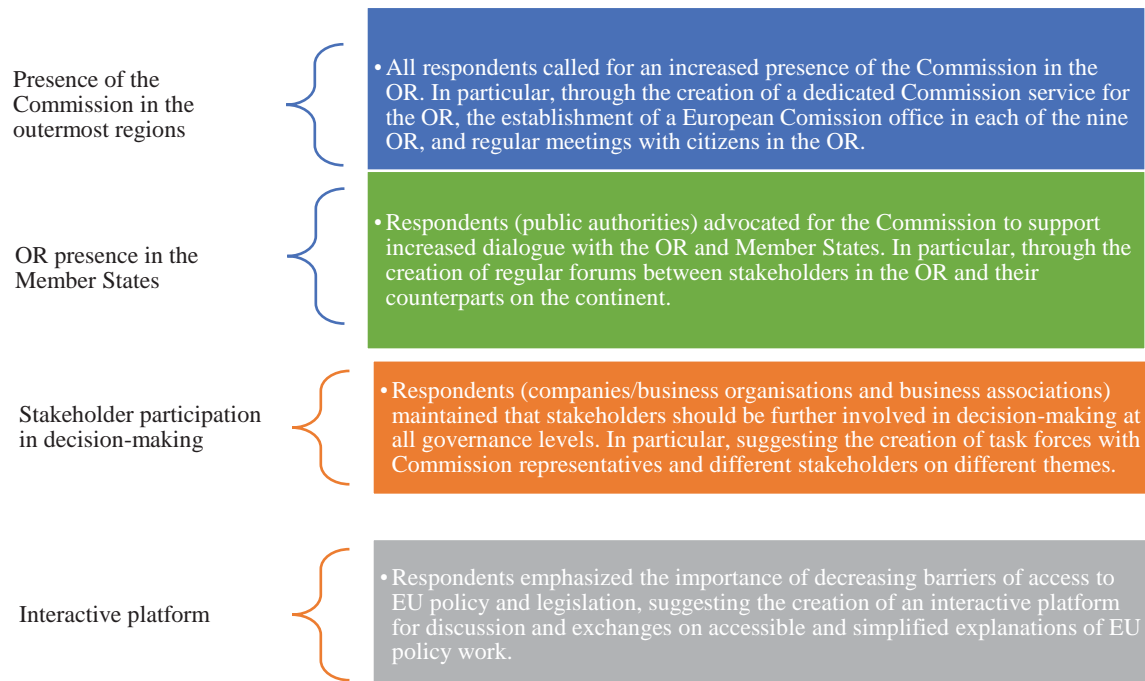 Presence of the
Commission in the
outermost regions
• All respondents called for an increased presence of the Commission in the
OR. In particular, through the creation of a dedicated Commission service for
the OR, the establishment of a European Comission office in each of the nine
OR, and regular meetings with citizens in the OR.
OR presence in the
Member States
• Respondents (public authorities) advocated for the Commission to support
increased dialogue with the OR and Member States. In particular, through the
creation of regular forums between stakeholders in the OR and their
counterparts on the continent.
Stakeholder participation
in decision-making
• Respondents (companies/business organisations and business associations)
maintained that stakeholders should be further involved in decision-making at
all governance levels. In particular, suggesting the creation of task forces with
Commission representatives and different stakeholders on different themes.
Interactive platform
• Respondents emphasized the importance of decreasing barriers of access to
EU policy and legislation, suggesting the creation of an interactive platform
for discussion and exchanges on accessible and simplified explanations of EU
policy work.